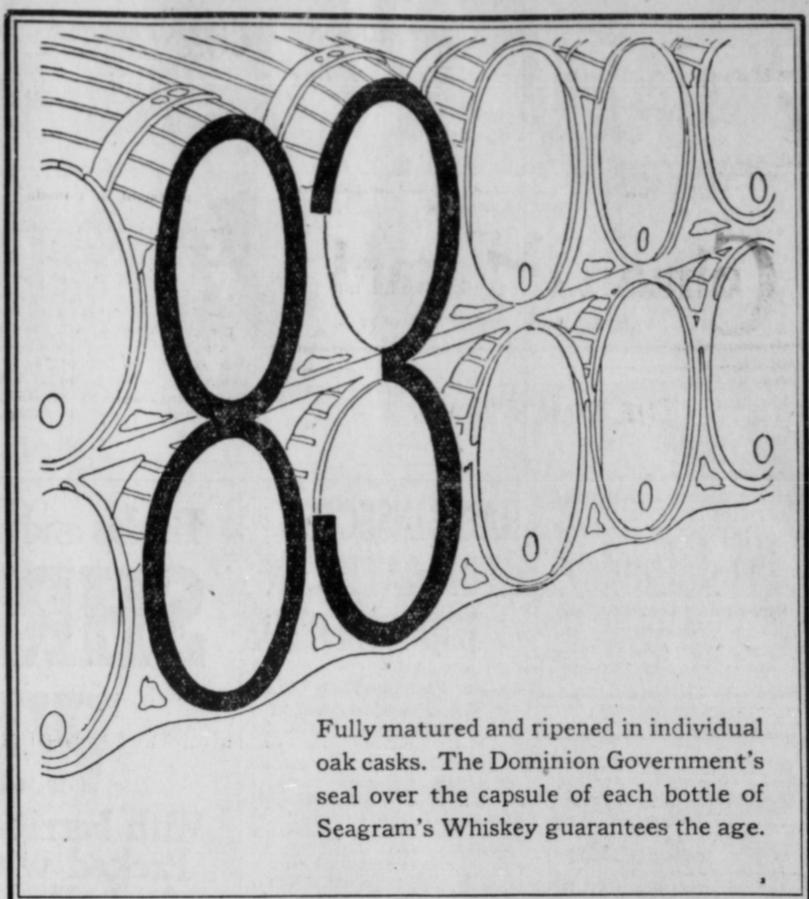 83
Fully matured and ripened in individual
oak casks. The Dominion Government's
seal over the capsule of each bottle of
Seagram's Whiskey guarantees the age.